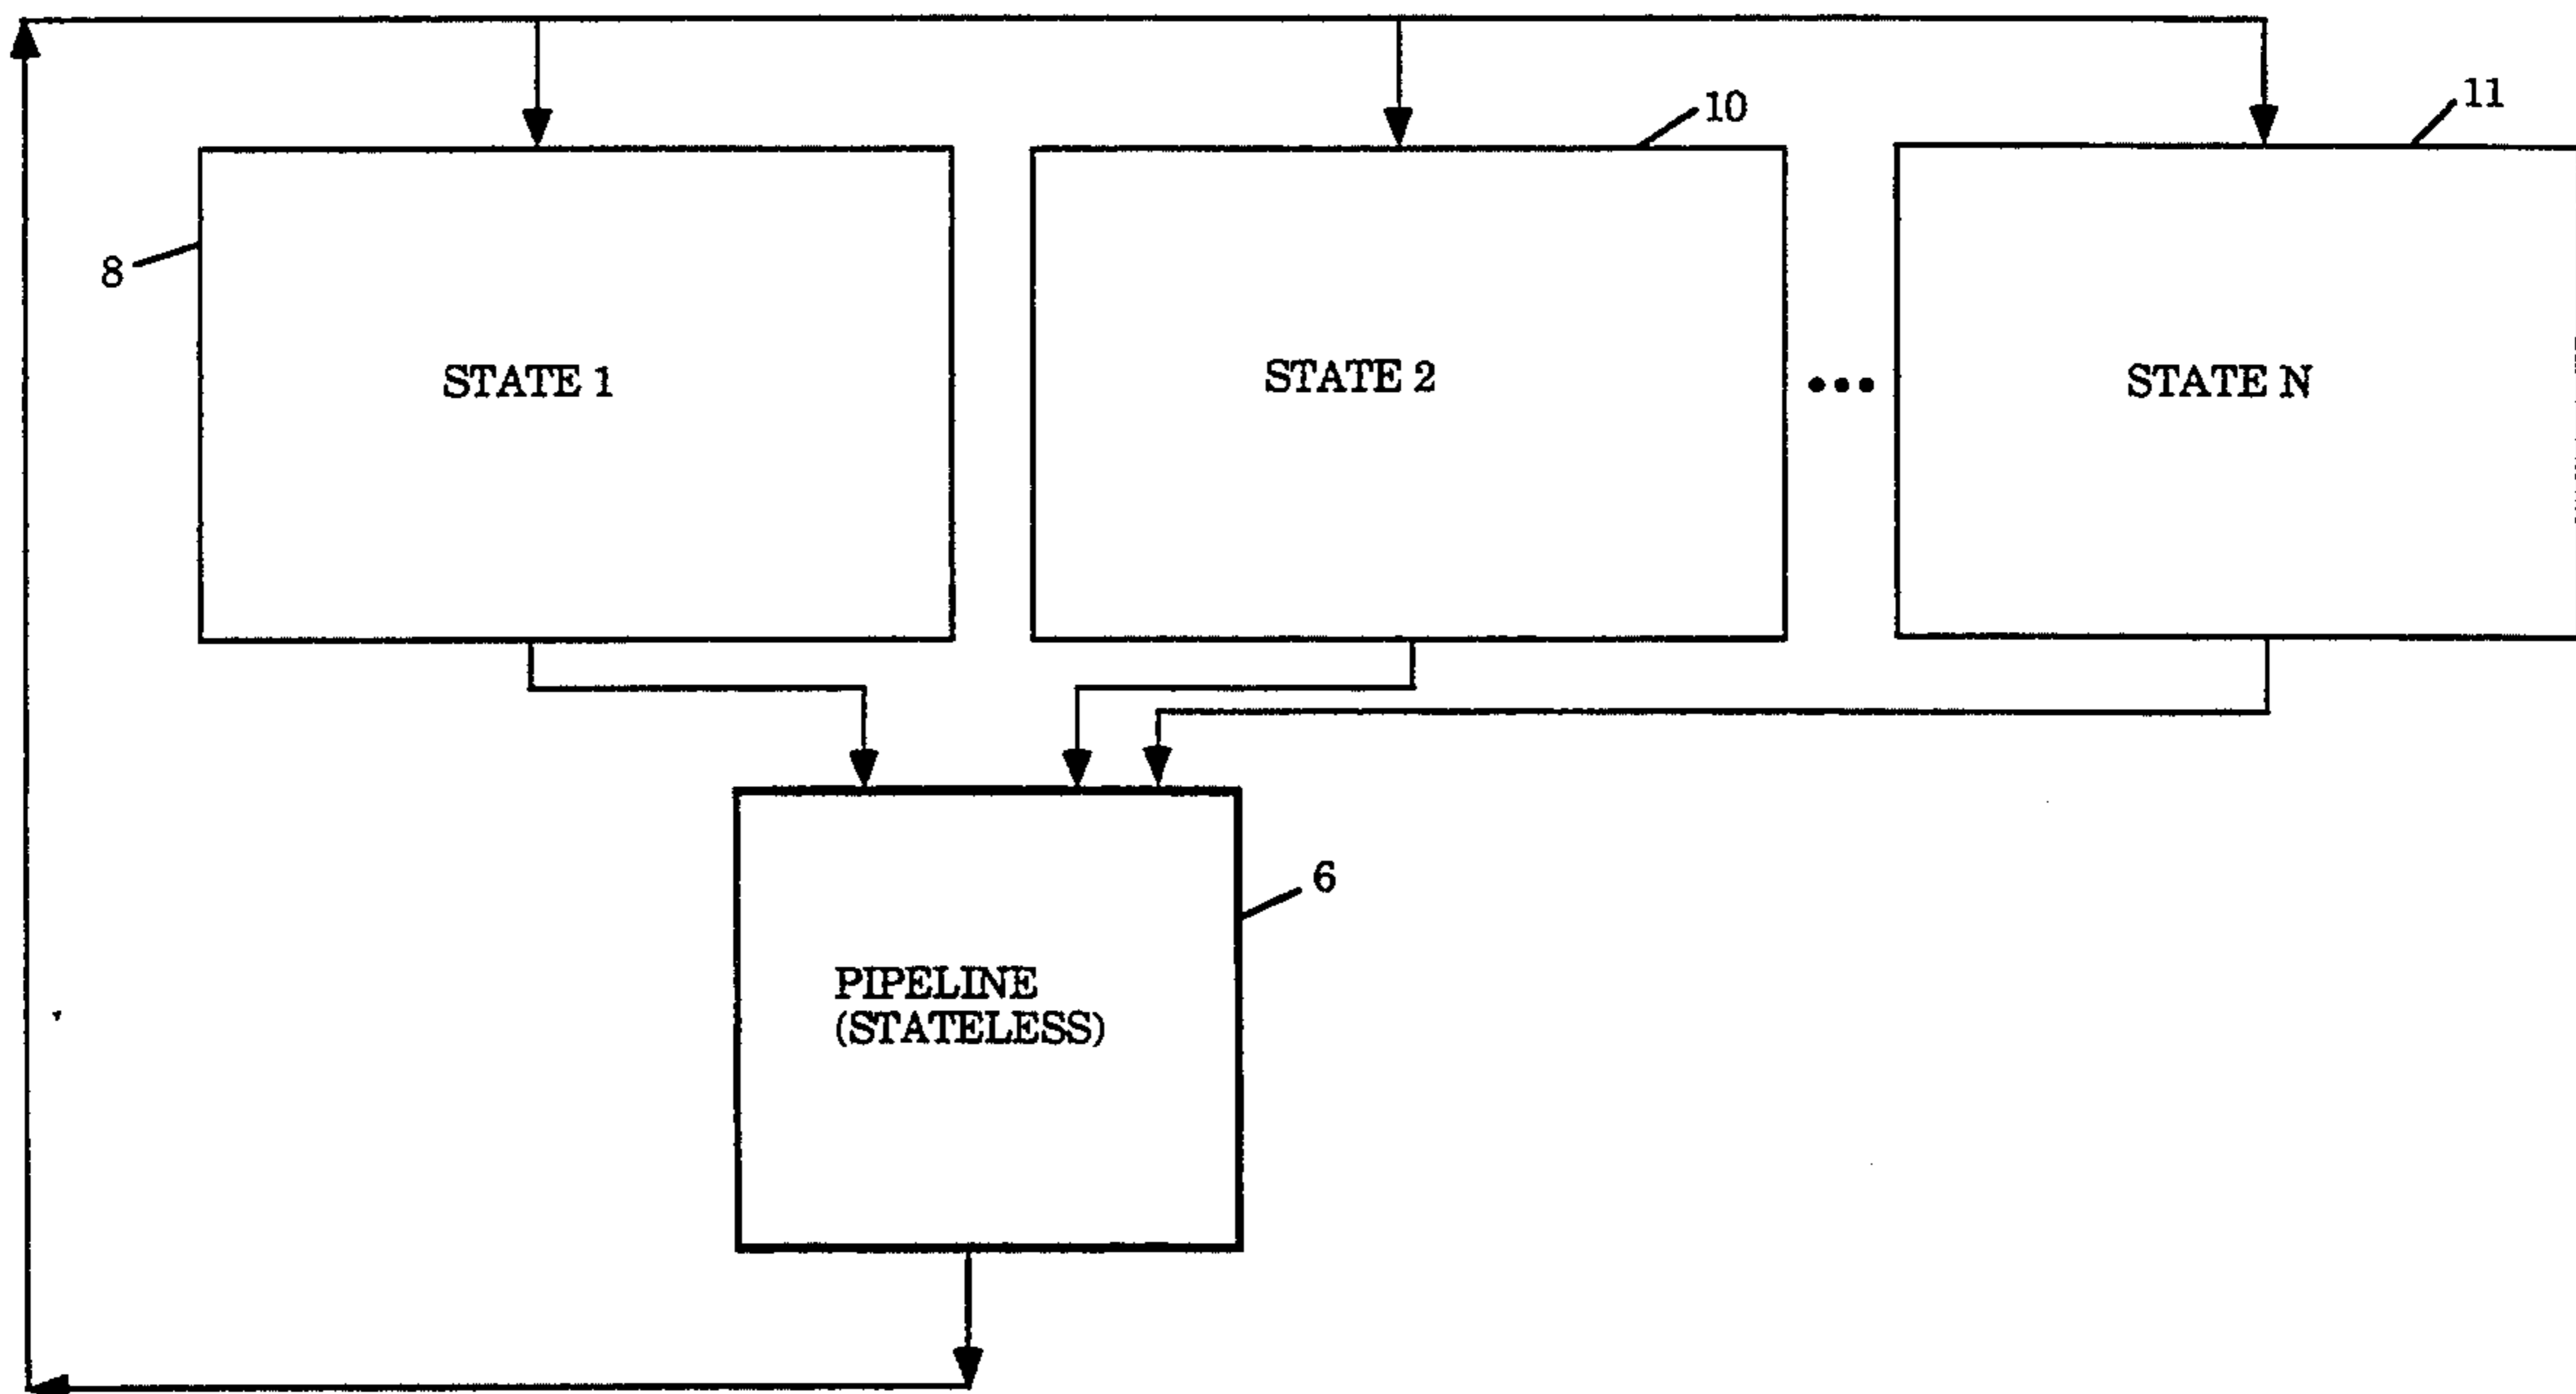 10
11
8
STATE 1
STATE 2
STATE N
6
PIPELINE
(STATELESS)